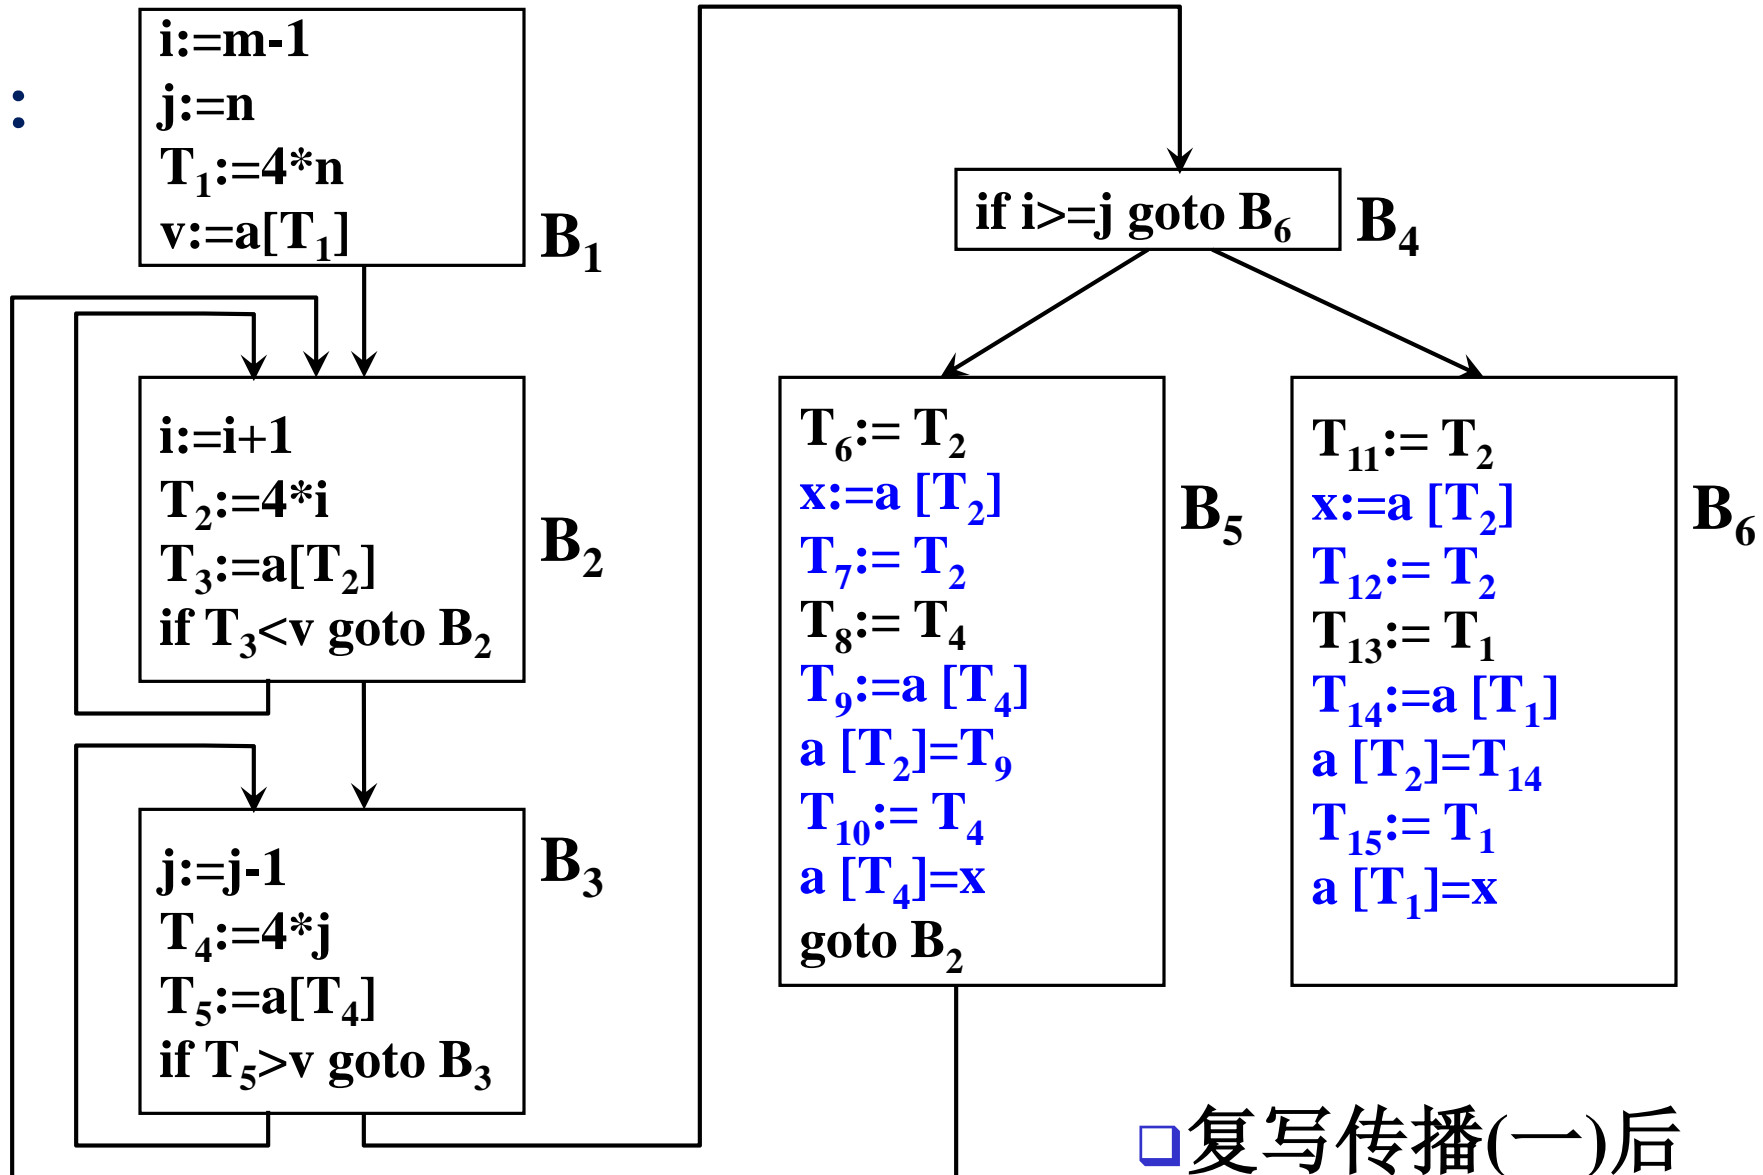 :
i:=m-1
j:=n
T₁:=4*n
v:=a[T₁]
B₁
i:=i+1
T₂:=4*i
T₃:=a[T₂]
if T₃<v goto B₂
B₂
j:=j-1
T₄:=4*j
T₅:=a[T₄]
if T₅>v goto B₃
B₃
if i>=j goto B₆
B₄
T₆:= T₂
x:=a [T₂]
T₇:= T₂
T₈:= T₄
T₉:=a [T₄]
a [T₂]=T₉
T₁₀:= T₄
a [T₄]=x
goto B₂
B₅
T₁₁:= T₂
x:=a [T₂]
T₁₂:= T₂
T₁₃:= T₁
T₁₄:=a [T₁]
a [T₂]=T₁₄
T₁₅:= T₁
a [T₁]=x
B₆
❑复写传播(一)后